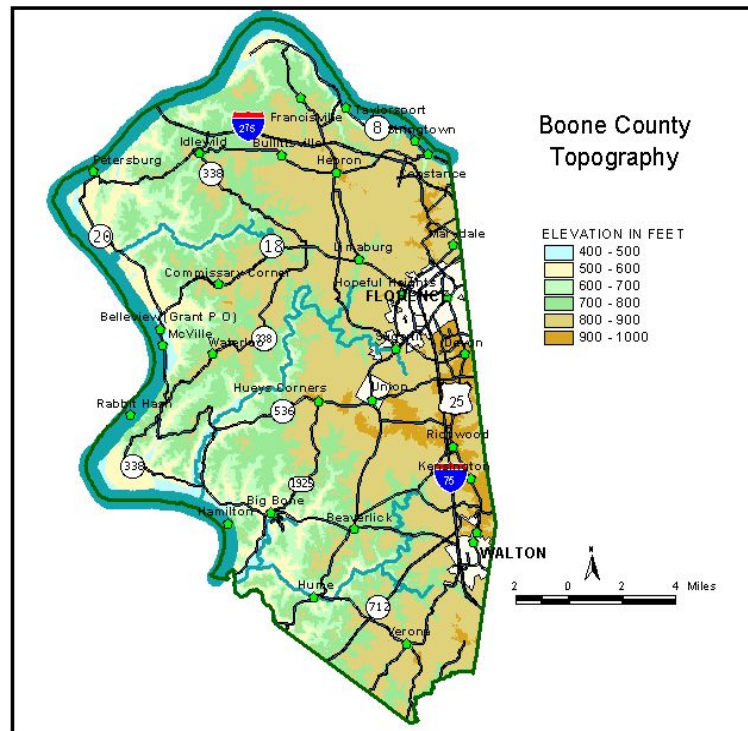 Boone County
Topography
ELEVATION IN FEET
400 - 500
500 - 600
600 - 700
700 - 800
800 - 900
900 - 1000
Taylorsport
Francisville
275
8
Stringtown
Idlewild
Bullittsville
Petersburg
Hebron
Constance
338
20
18
Limaburg
Marydale
Commissary Corner
Hopeful Heights
FLORENCE
Belleview (Grant P O)
McVille
Waterloo
338
Devon
Hueys Corners
Union
25
Rabbit Hash
536
Richwood
338
Kensington
1925
75
Big Bone
Hamilton
Beaverlick
WALTON
N
2 0 2 4 Miles
Hume
712
Verona